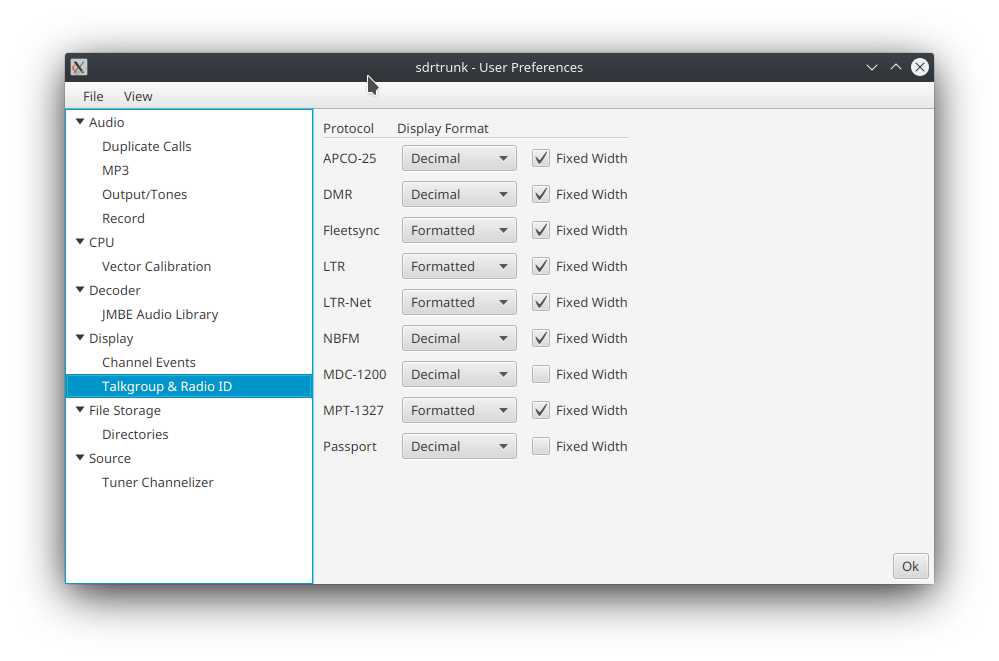 sdrtrunk - User Preferences
File View
Audio
Duplicate Calls
MP3
Output/Tones
Record
CPU
Vector Calibration
Decoder
JMBE Audio Library
Display
Channel Events
Talkgroup & Radio ID
File Storage
Directories
Source
Tuner Channelizer
Protocol Display Format
APCO-25 Decimal Fixed Width
DMR Decimal Fixed Width
Fleetsync Formatted Fixed Width
LTR Formatted Fixed Width
LTR-Net Formatted Fixed Width
NBFM Decimal Fixed Width
MDC-1200 Decimal Fixed Width
MPT-1327 Formatted Fixed Width
Passport Decimal Fixed Width
Ok